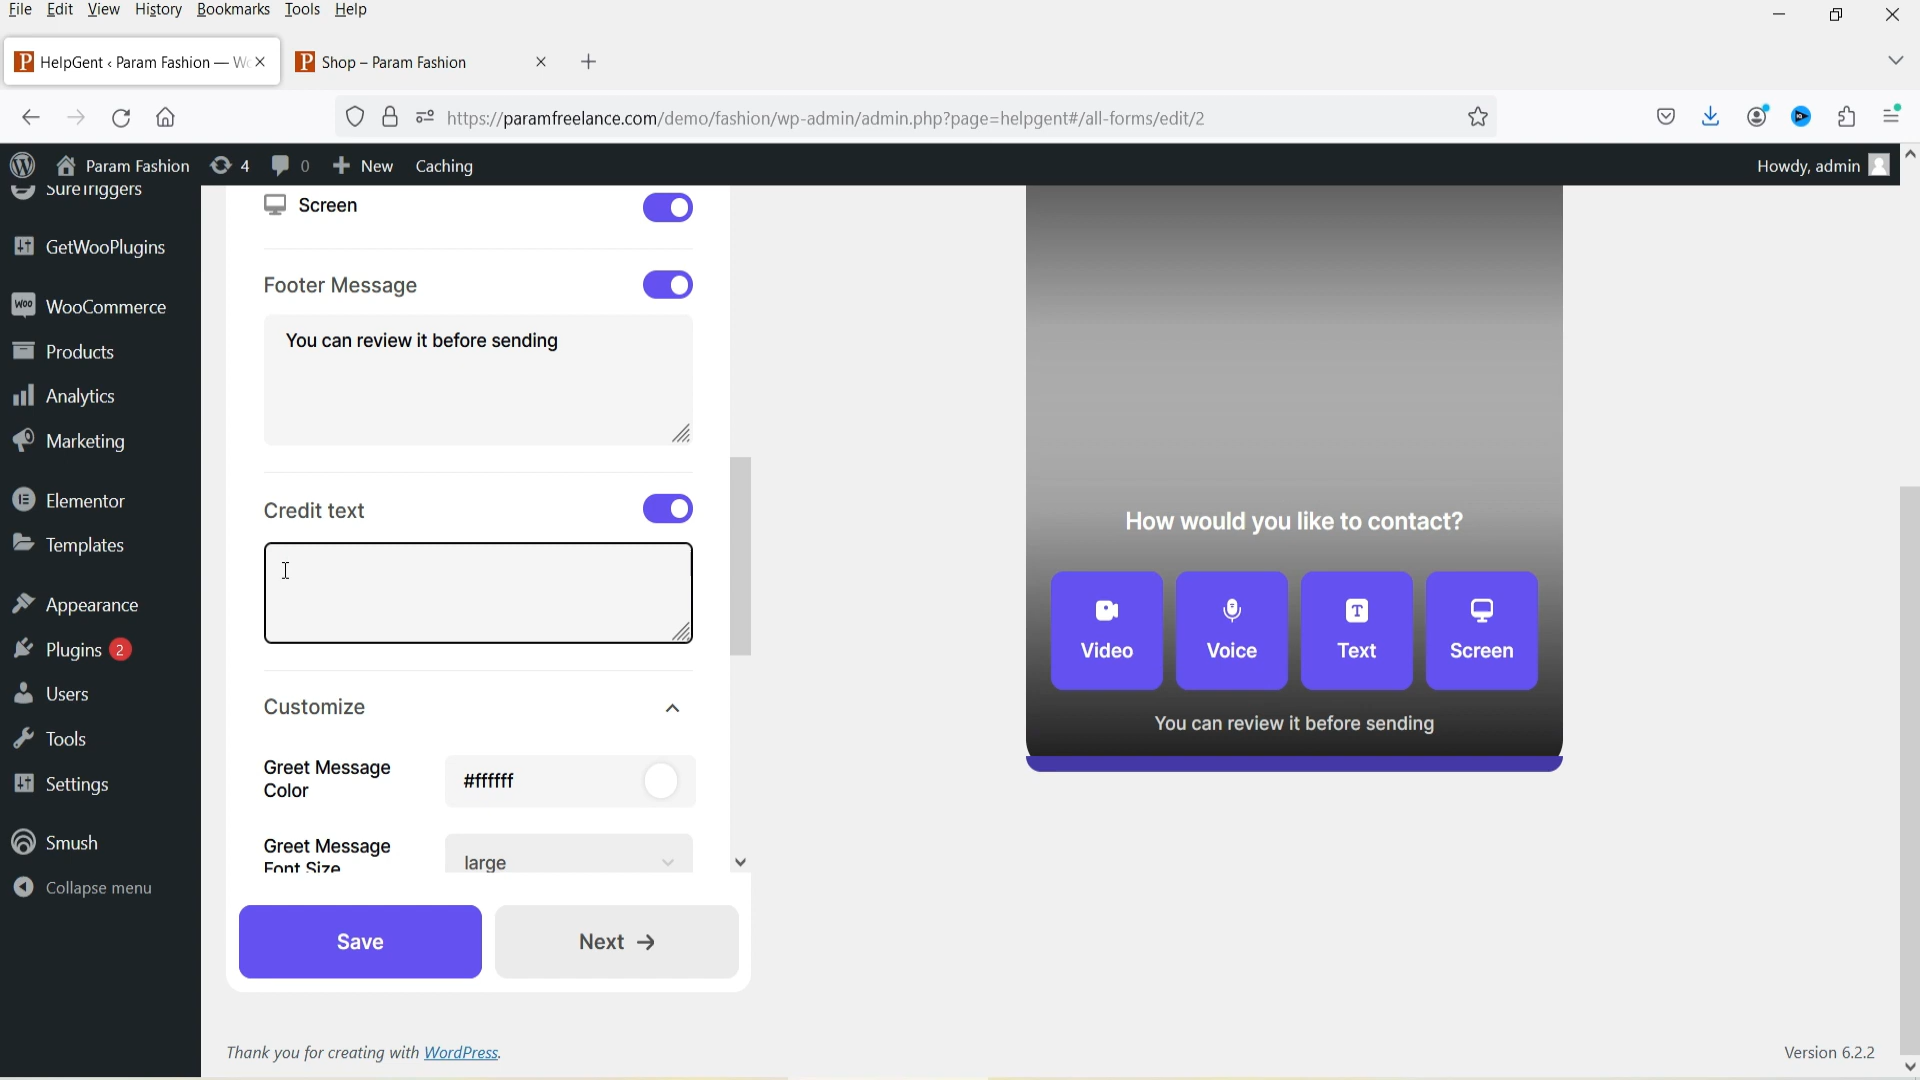 File Edit View History Bookmarks Tools Help
HelpGent ‹ Param Fashion — Wo
Shop – Param Fashion
https://paramfreelance.com/demo/fashion/wp-admin/admin.php?page=helpgent#/all-forms/edit/2
Param Fashion 4 0 New Caching
Howdy, admin
SureTriggers
GetWooPlugins
WooCommerce
Products
Analytics
Marketing
Elementor
Templates
Appearance
Plugins 2
Users
Tools
Settings
Smush
Collapse menu
Screen
Footer Message
You can review it before sending
Credit text
Customize
Greet Message
Color
#ffffff
Greet Message
Font Size
large
Save
Next →
How would you like to contact?
Video
Voice
Text
Screen
You can review it before sending
Thank you for creating with WordPress.
Version 6.2.2